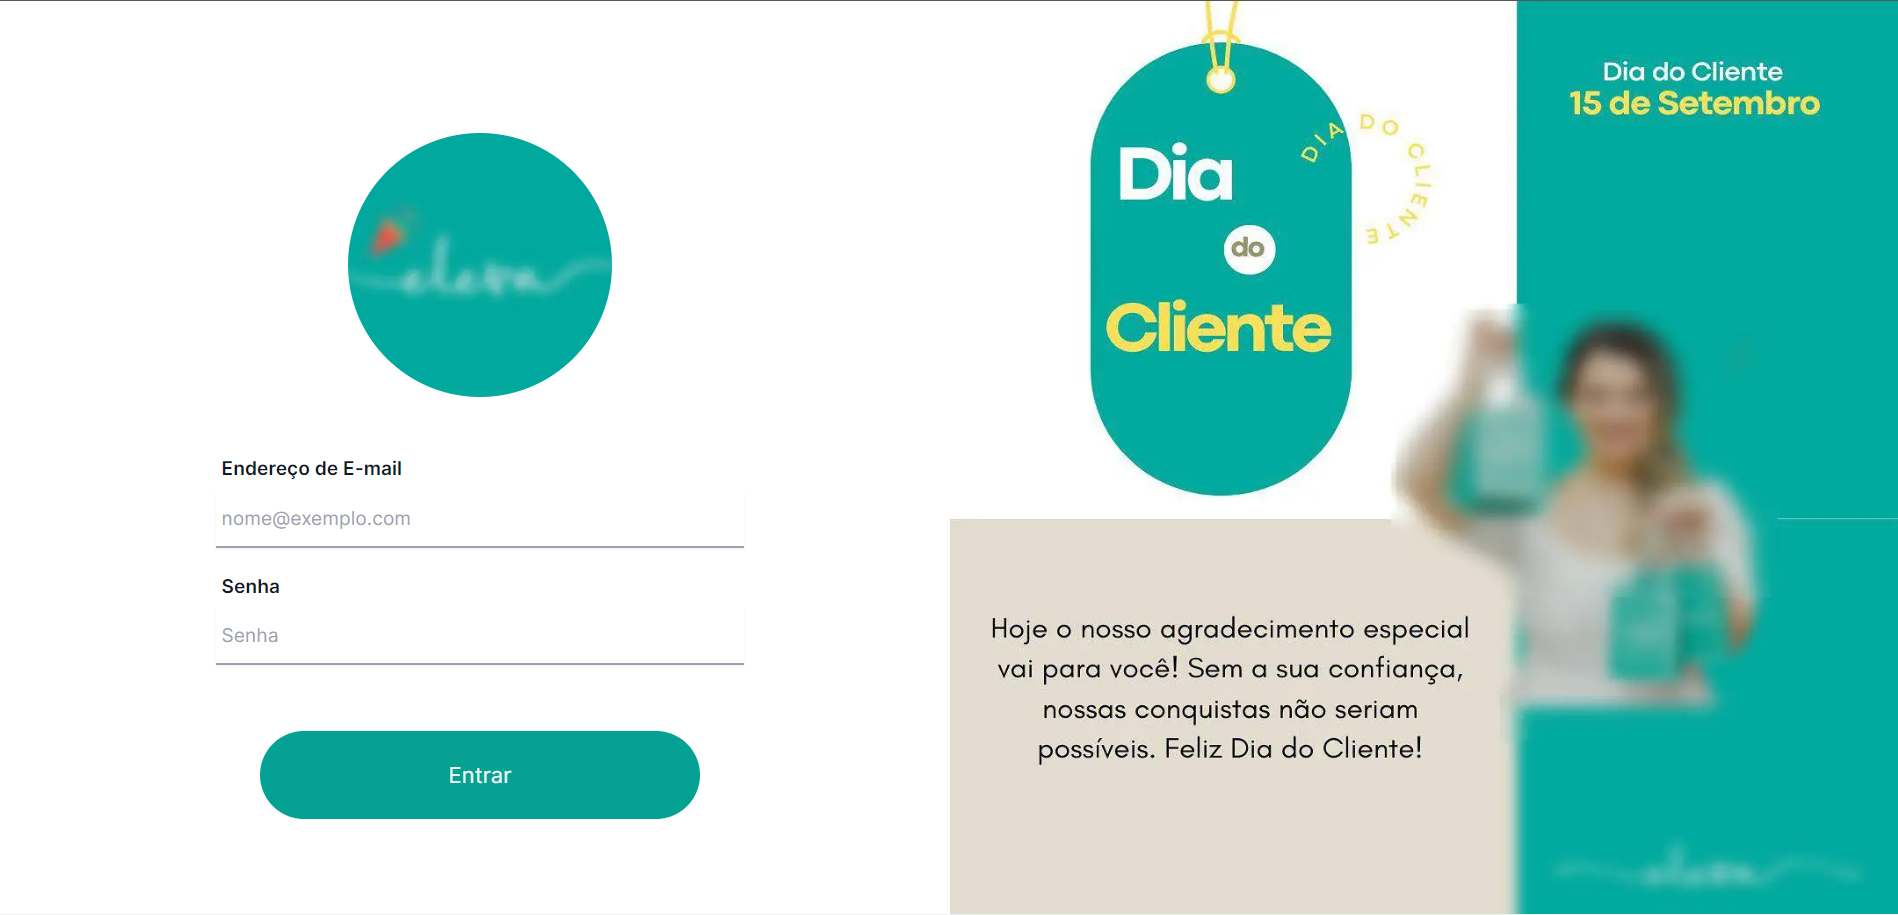 eleva
Endereço de E-mail
nome@exemplo.com
Senha
Senha
Entrar
Dia
do
Cliente
DIA DO CLIENTE
Dia do Cliente
15 de Setembro
Hoje o nosso agradecimento especial
vai para você! Sem a sua confiança,
nossas conquistas não seriam
possíveis. Feliz Dia do Cliente!
eleva